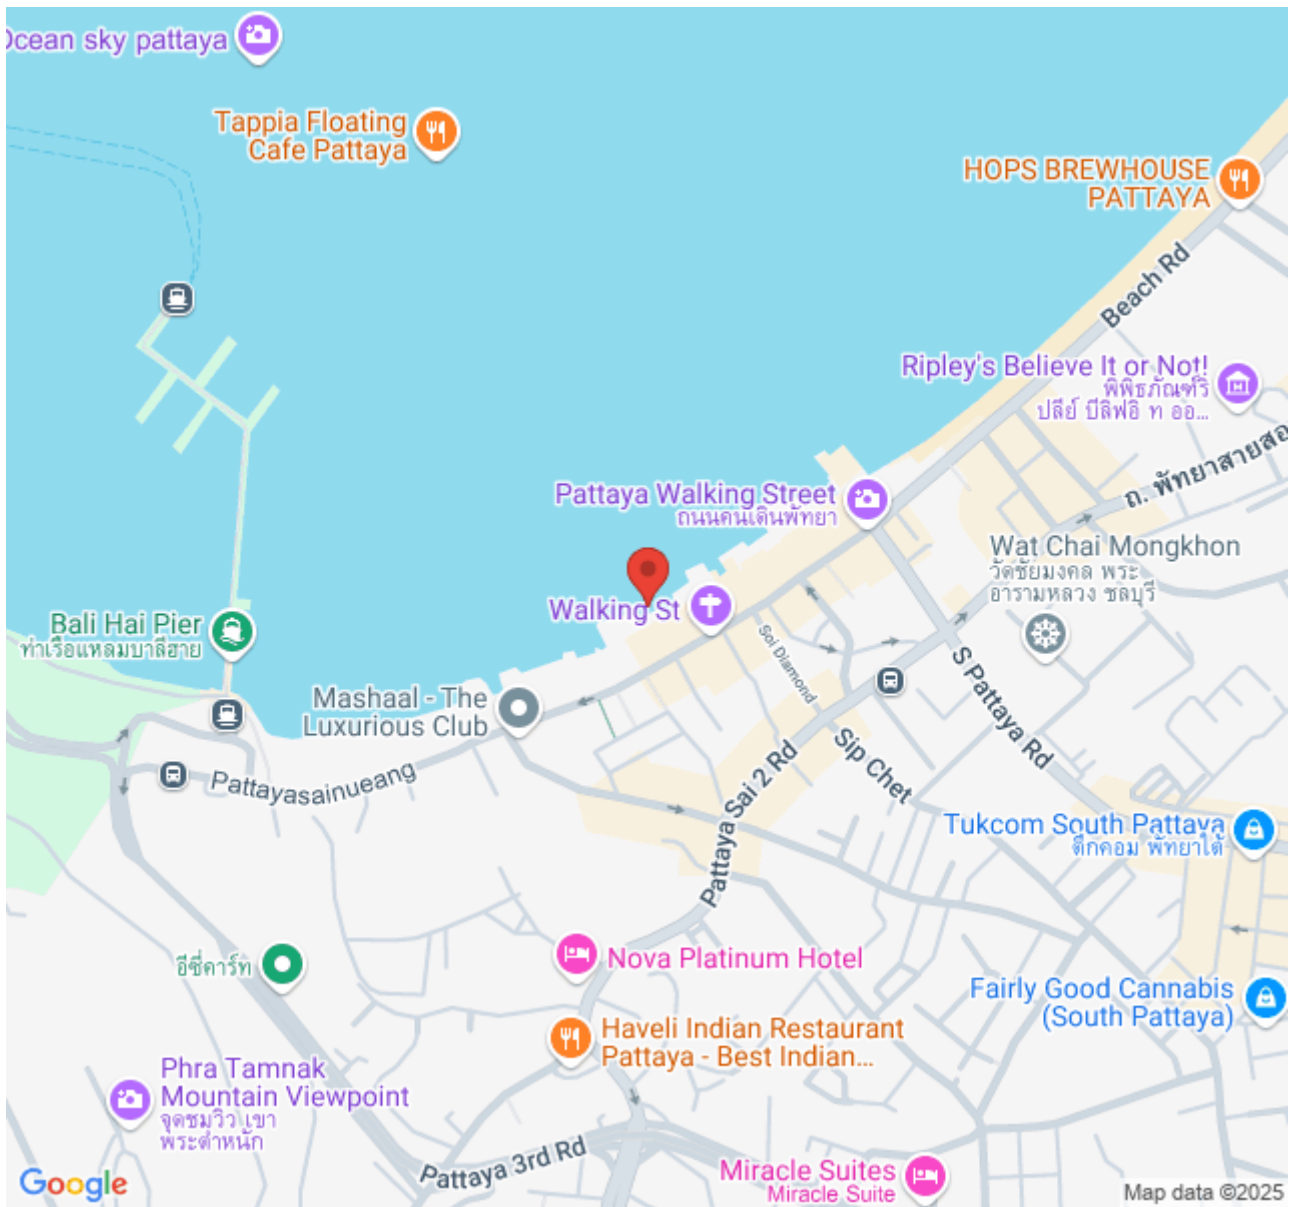 Ocean sky pattaya
Tappia Floating
Cafe Pattaya
HOPS BREWHOUSE
PATTAYA
Beach Rd
Ripley's Believe It or Not!
พิพิธภัณฑ์ริ
ปลีย์ บีลิฟอิ ท ออ...
ถ. พัทยาสายสอ
Pattaya Walking Street
ถนนคนเดินพัทยา
Wat Chai Mongkhon
วัดชัยมงคล พระ
อารามหลวง ชลบุรี
Walking St
Bali Hai Pier
ท่าเรือแหลมบาลีฮาย
Soi Diamond
S Pattaya Rd
Mashaal - The
Luxurious Club
Sip Chet
Pattayasainueang
Pattaya Sai 2 Rd
Tukcom South Pattaya
ตึกคอม พัทยาใต้
อีซี่คาร์ท
Nova Platinum Hotel
Fairly Good Cannabis
(South Pattaya)
Haveli Indian Restaurant
Pattaya - Best Indian...
Phra Tamnak
Mountain Viewpoint
จุดชมวิว เขา
พระตำหนัก
Pattaya 3rd Rd
Miracle Suites
Miracle Suite
Google
Map data ©2025